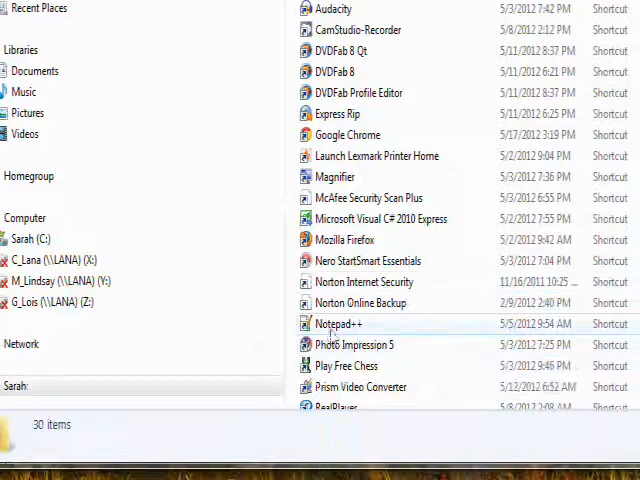 Recent Places
Libraries
Documents
Music
Pictures
Videos
Homegroup
Computer
Sarah (C:)
C_Lana (\\LANA) (X:)
M_Lindsay (\\LANA) (Y:)
G_Lois (\\LANA) (Z:)
Network
Sarah:
Audacity 5/3/2012 7:42 PM Shortcut
CamStudio-Recorder 5/8/2012 2:12 PM Shortcut
DVDFab 8 Qt 5/11/2012 8:37 PM Shortcut
DVDFab 8 5/11/2012 6:21 PM Shortcut
DVDFab Profile Editor 5/11/2012 8:37 PM Shortcut
Express Rip 5/11/2012 6:25 PM Shortcut
Google Chrome 5/17/2012 3:19 PM Shortcut
Launch Lexmark Printer Home 5/2/2012 9:04 PM Shortcut
Magnifier 5/3/2012 7:36 PM Shortcut
McAfee Security Scan Plus 5/3/2012 6:55 PM Shortcut
Microsoft Visual C# 2010 Express 5/2/2012 7:55 PM Shortcut
Mozilla Firefox 5/2/2012 9:42 AM Shortcut
Nero StartSmart Essentials 5/3/2012 7:04 PM Shortcut
Norton Internet Security 11/16/2011 10:25 ... Shortcut
Norton Online Backup 2/9/2012 2:40 PM Shortcut
Notepad++ 5/5/2012 9:54 AM Shortcut
Photo Impression 5 5/3/2012 7:25 PM Shortcut
Play Free Chess 5/3/2012 9:46 PM Shortcut
Prism Video Converter 5/12/2012 6:52 AM Shortcut
RealPlayer 5/8/2012 2:08 AM Shortcut
30 items